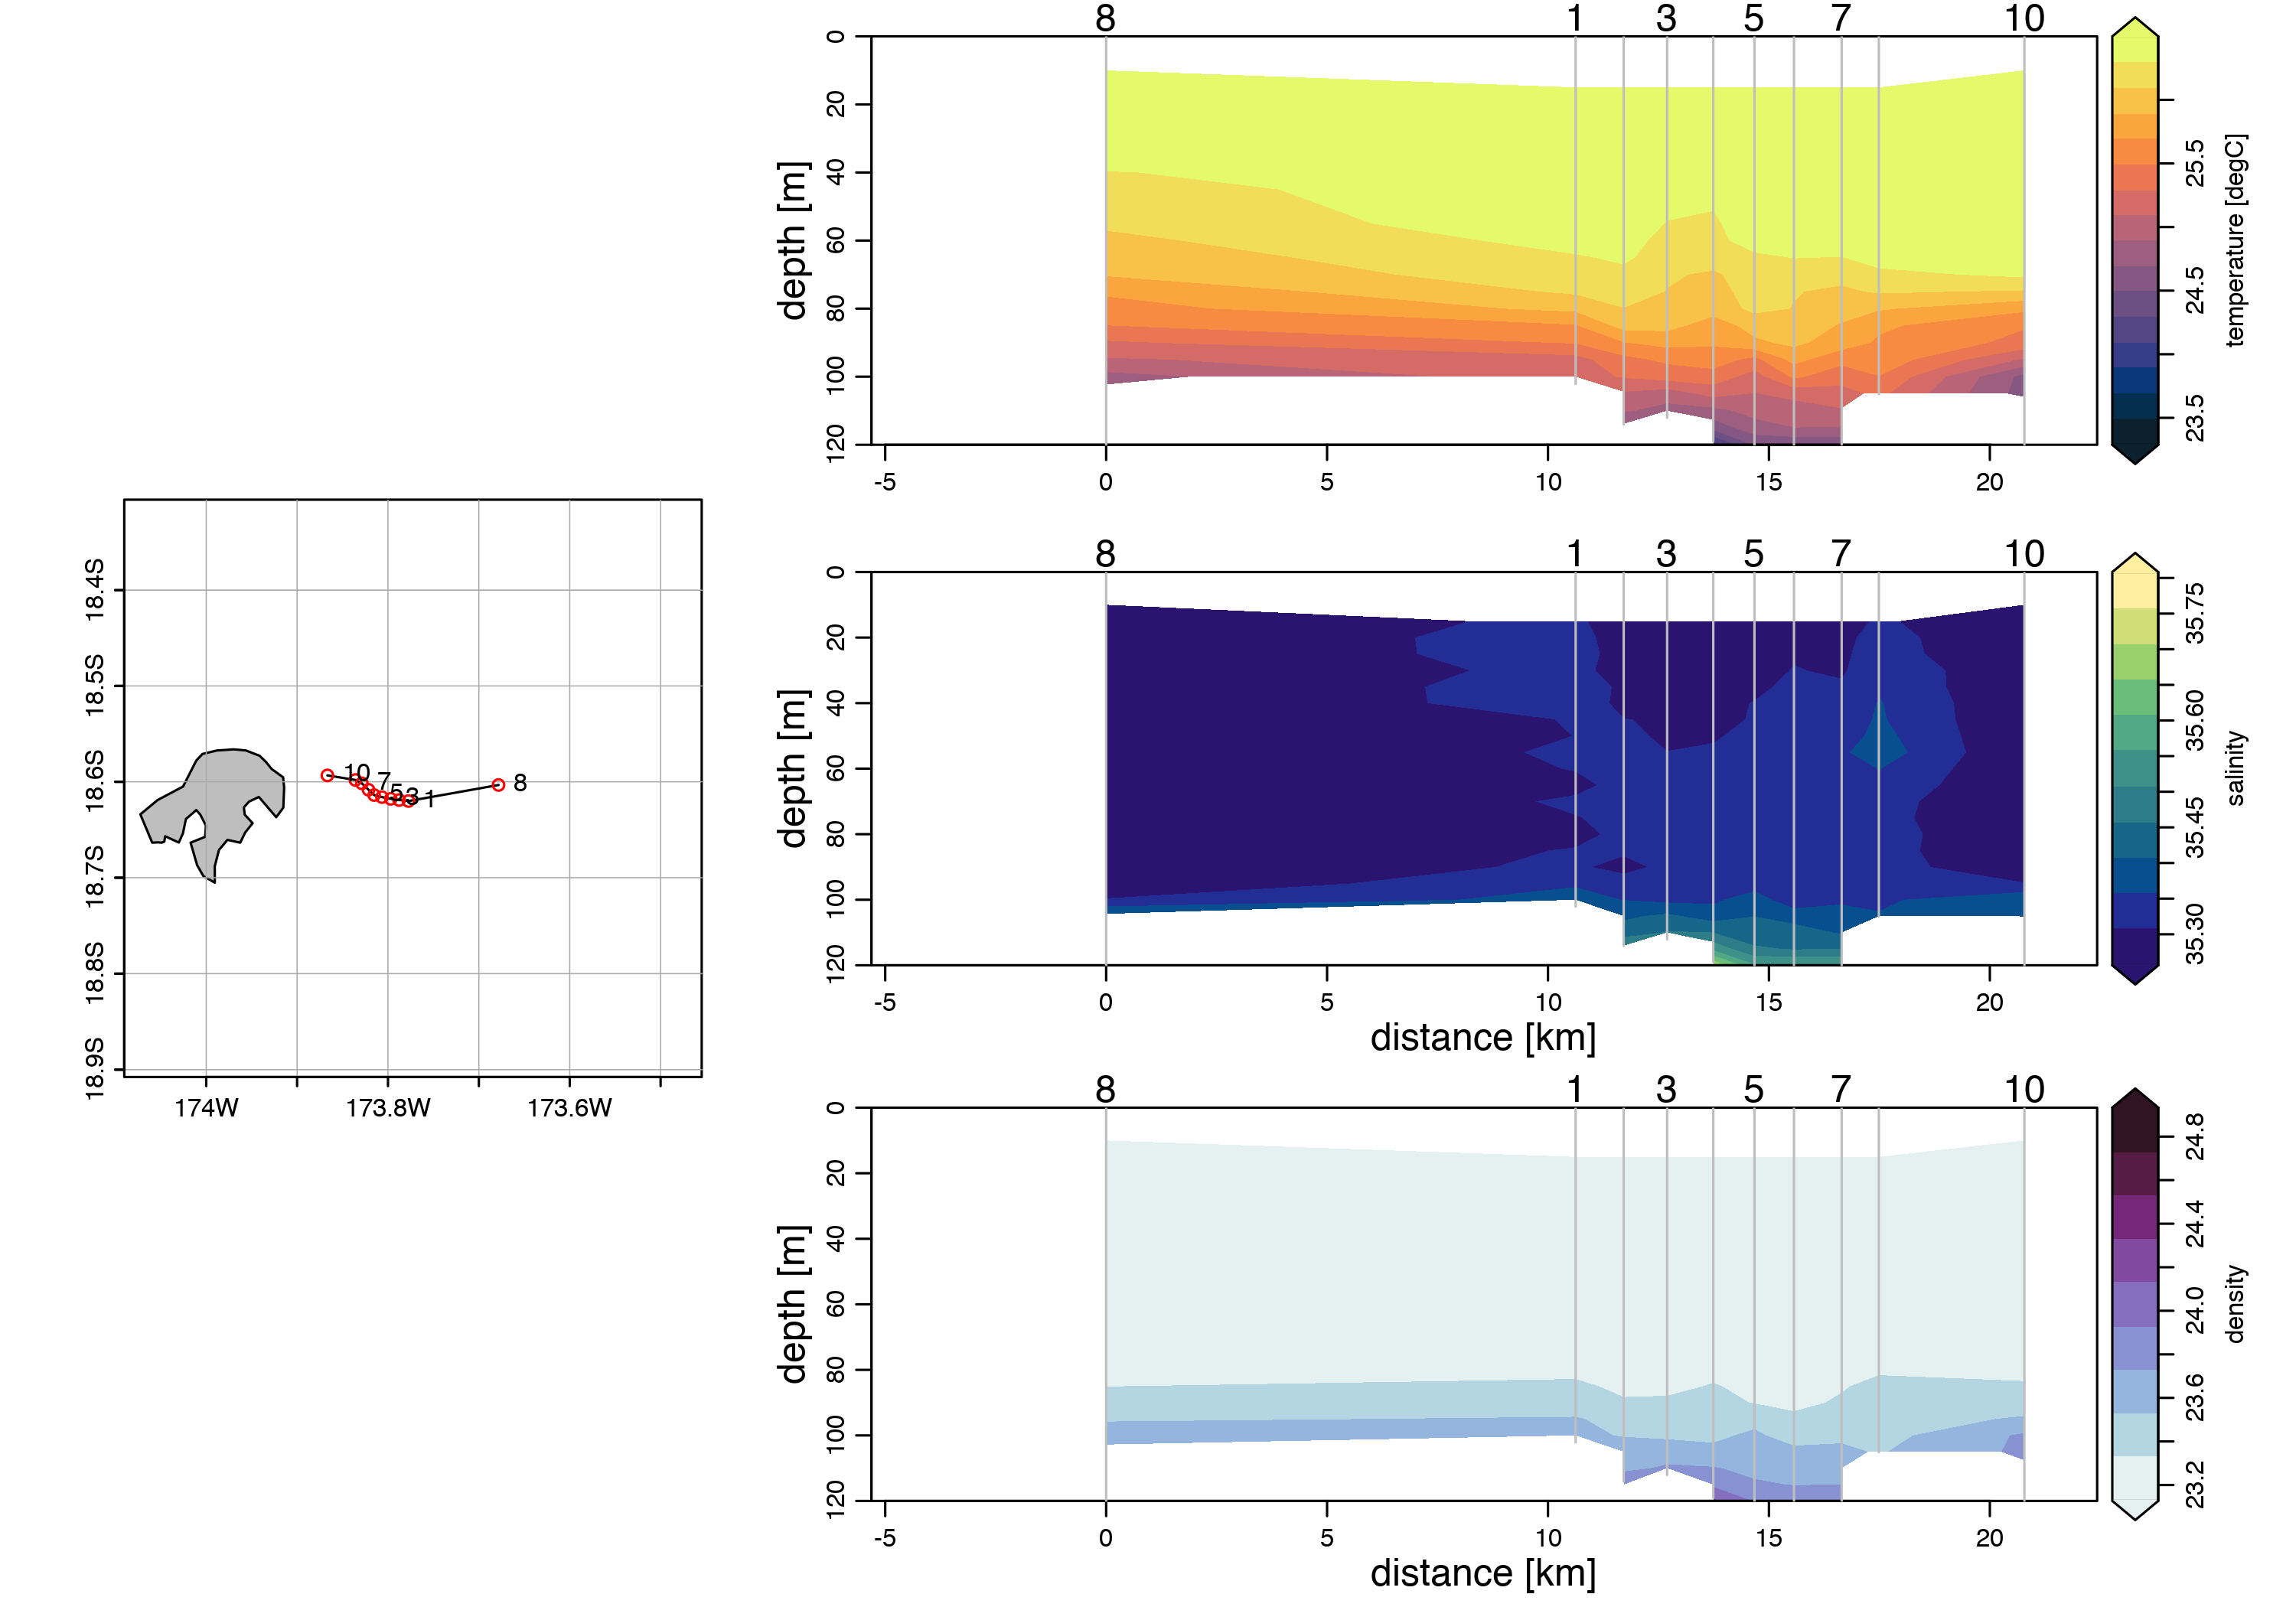 8 1 3 5 7 10
0 20 40 60 80 100 120
depth [m]
-5 0 5 10 15 20
23.5 24.5 25.5
temperature [degC]
18.4S 18.5S 18.6S 18.7S 18.8S 18.9S
10 7 5 3 1 8
174W 173.8W 173.6W
8 1 3 5 7 10
0 20 40 60 80 100 120
depth [m]
-5 0 5 10 15 20
distance [km]
35.30 35.45 35.60 35.75
salinity
8 1 3 5 7 10
0 20 40 60 80 100 120
depth [m]
-5 0 5 10 15 20
distance [km]
23.2 23.6 24.0 24.4 24.8
density